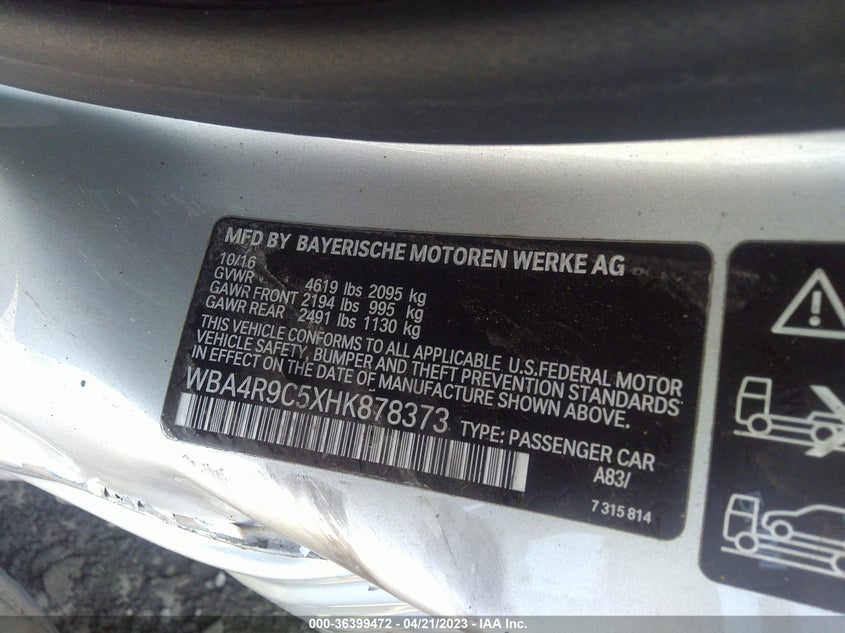 MFD BY BAYERISCHE MOTOREN WERKE AG
10/16
GVWR 4619 lbs 2095 kg
GAWR FRONT 2194 lbs 995 kg
GAWR REAR 2491 lbs 1130 kg
THIS VEHICLE CONFORMS TO ALL APPLICABLE U.S.FEDERAL MOTOR
VEHICLE SAFETY, BUMPER AND THEFT PREVENTION STANDARDS
IN EFFECT ON THE DATE OF MANUFACTURE SHOWN ABOVE.
WBA4R9C5XHK878373 TYPE: PASSENGER CAR
A83/
7 315 814
000-36399472 - 04/21/2023 - IAA Inc.